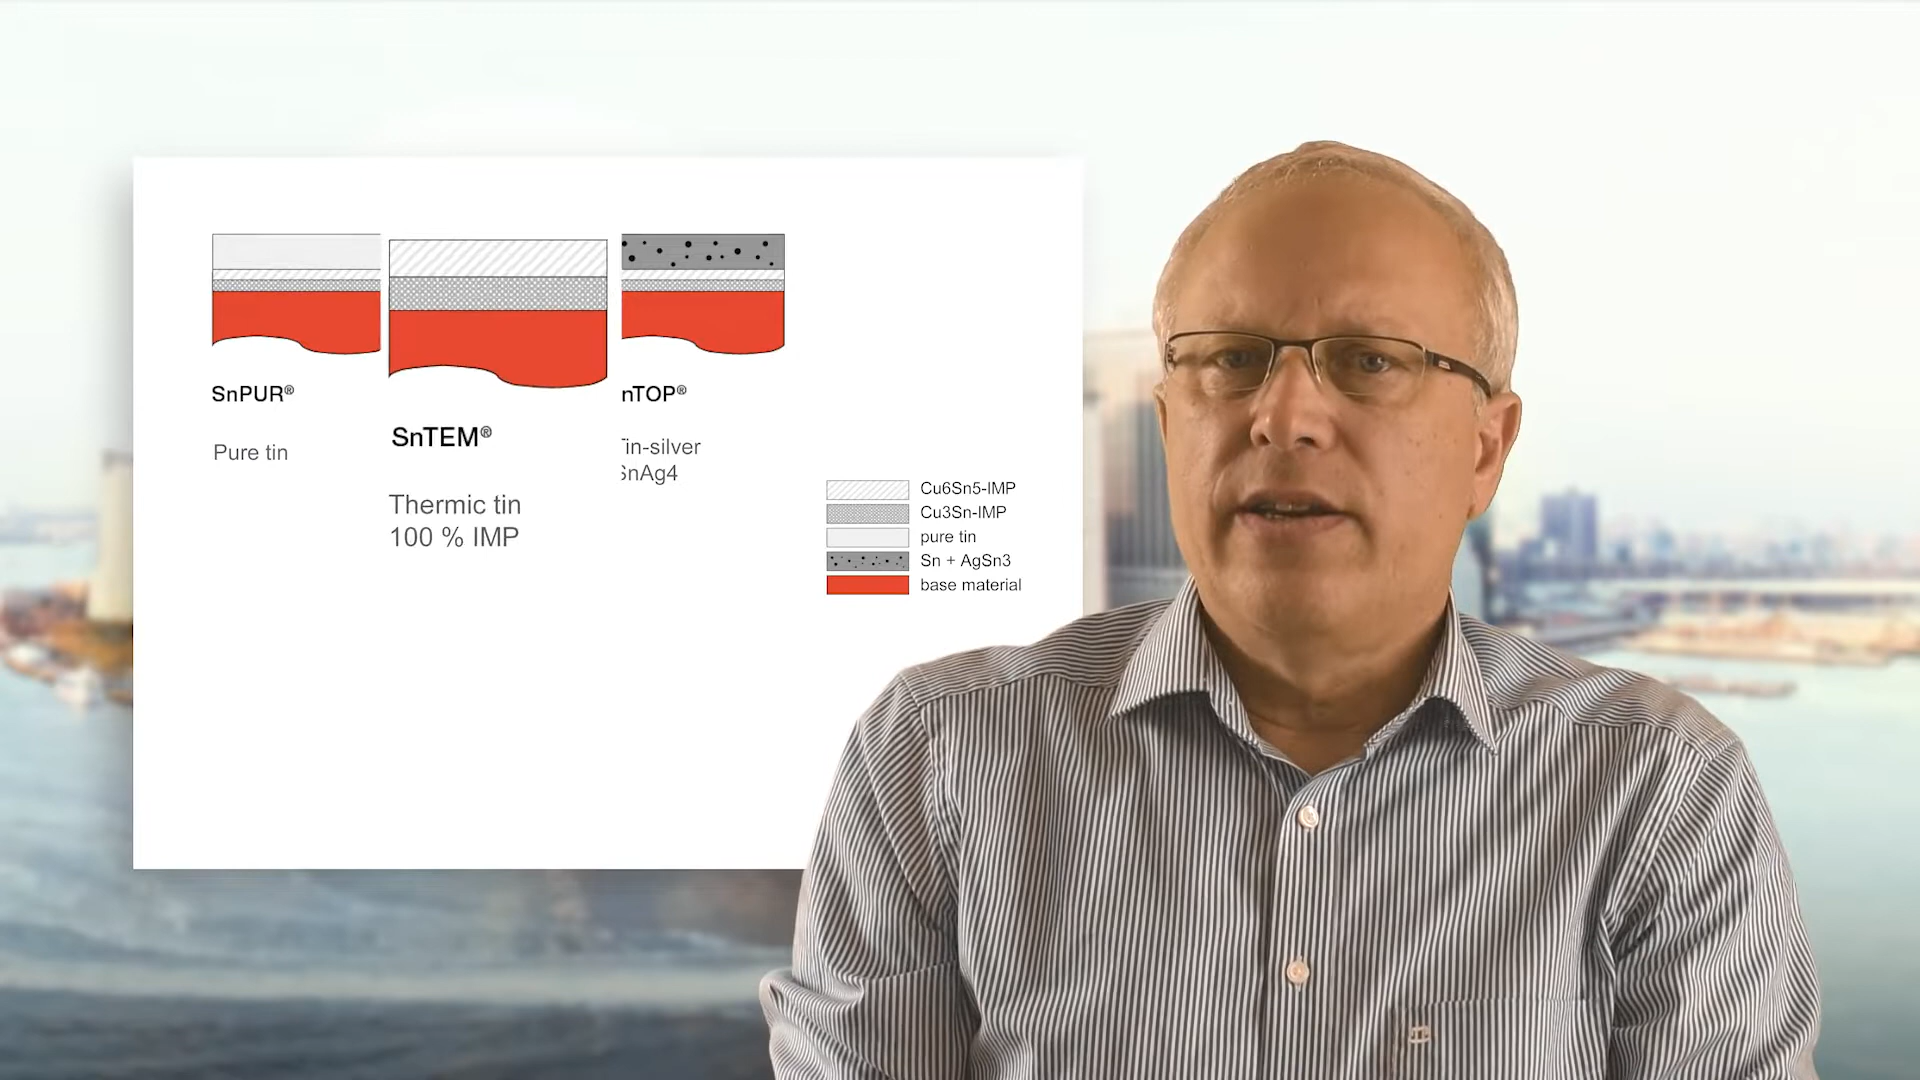 SnPUR®
Pure tin
SnTEM®
Thermic tin
100 % IMP
nTOP®
in-silver
nAg4
Cu6Sn5-IMP
Cu3Sn-IMP
pure tin
Sn + AgSn3
base material